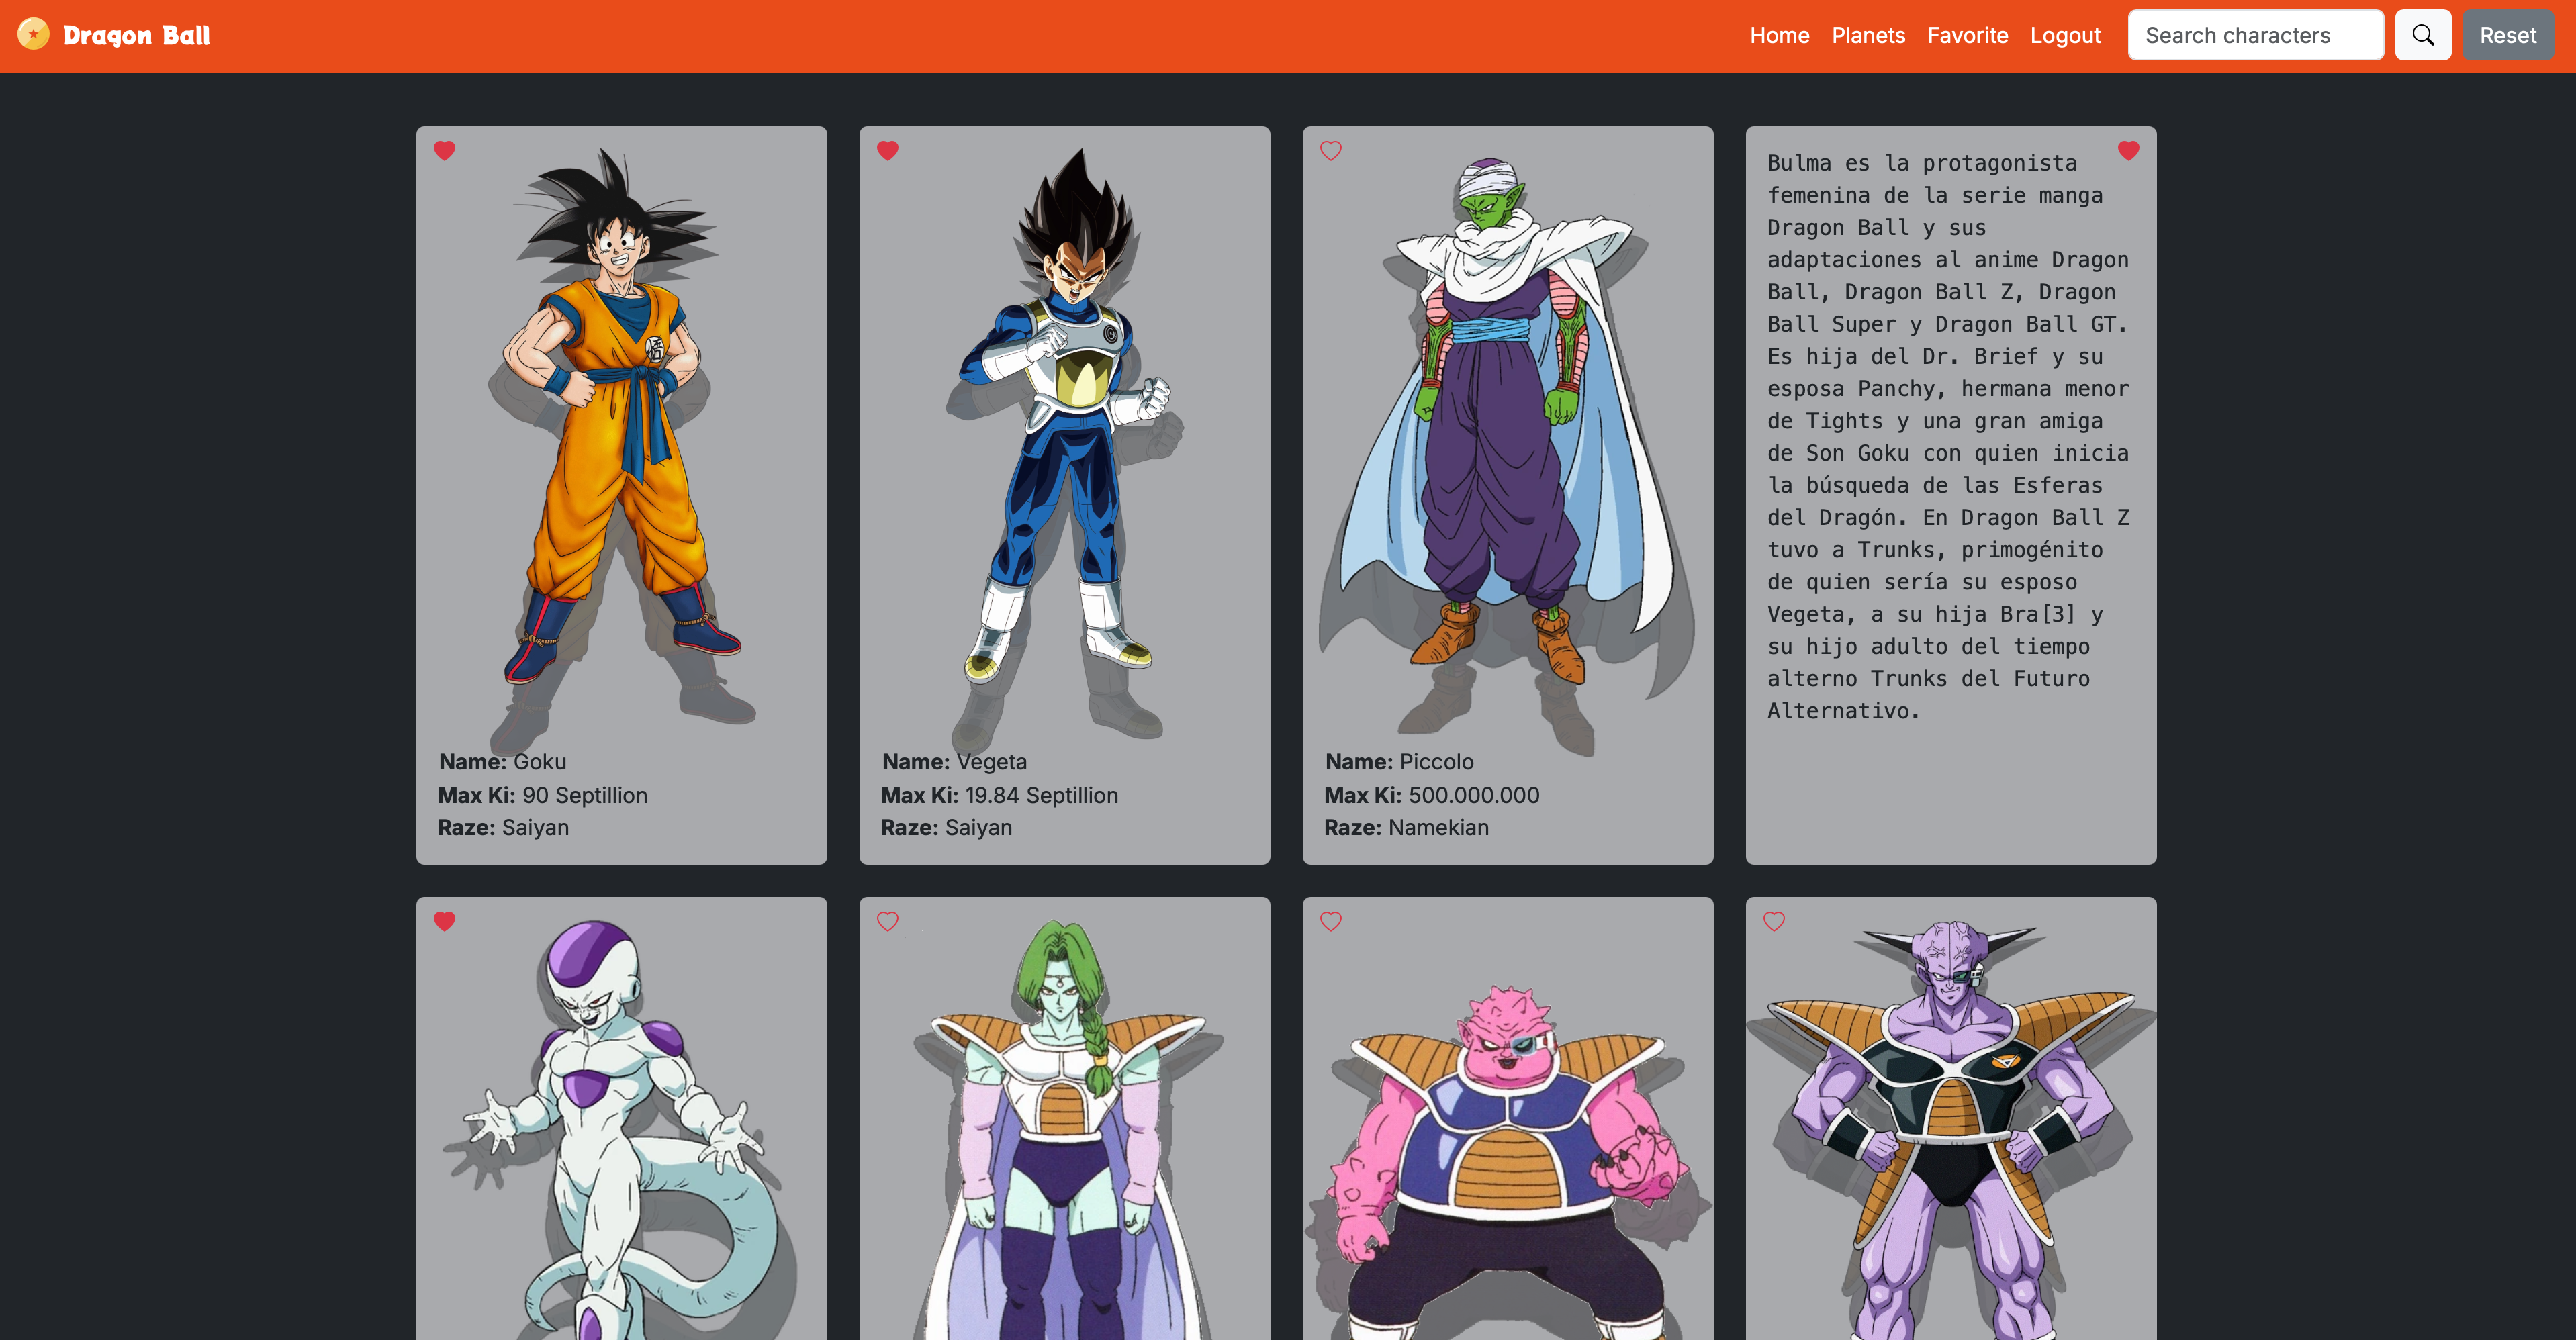 Dragon Ball
Home Planets Favorite Logout Search characters Reset
Bulma es la protagonista
femenina de la serie manga
Dragon Ball y sus
adaptaciones al anime Dragon
Ball, Dragon Ball Z, Dragon
Ball Super y Dragon Ball GT.
Es hija del Dr. Brief y su
esposa Panchy, hermana menor
de Tights y una gran amiga
de Son Goku con quien inicia
la búsqueda de las Esferas
del Dragón. En Dragon Ball Z
tuvo a Trunks, primogénito
de quien sería su esposo
Vegeta, a su hija Bra[3] y
su hijo adulto del tiempo
alterno Trunks del Futuro
Alternativo.
Name: Goku
Max Ki: 90 Septillion
Raze: Saiyan
Name: Vegeta
Max Ki: 19.84 Septillion
Raze: Saiyan
Name: Piccolo
Max Ki: 500.000.000
Raze: Namekian